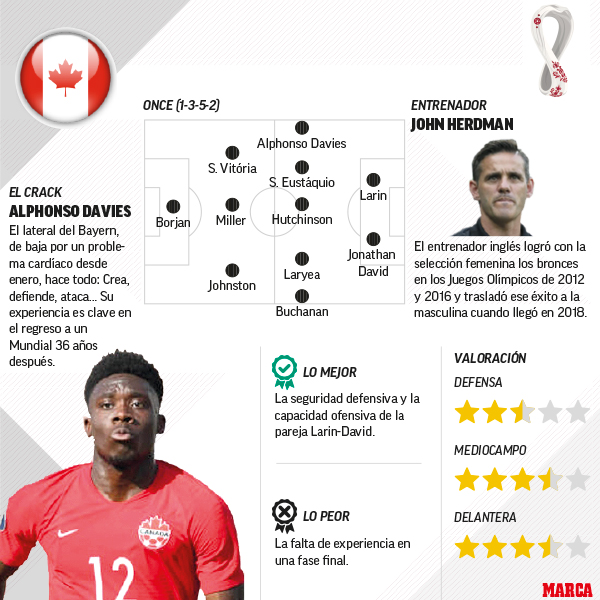 ONCE (1-3-5-2)
Alphonso Davies
S. Vitória
S. Eustáquio
Larin
Borjan
Miller
Hutchinson
Jonathan
David
Laryea
Johnston
Buchanan
ENTRENADOR
JOHN HERDMAN
El entrenador inglés logró con la
selección femenina los bronces
en los Juegos Olímpicos de 2012
y 2016 y trasladó ese éxito a la
masculina cuando llegó en 2018.
EL CRACK
ALPHONSO DAVIES
El lateral del Bayern,
de baja por un proble-
ma cardíaco desde
enero, hace todo: Crea,
defiende, ataca... Su
experiencia es clave en
el regreso a un
Mundial 36 años
después.
CANADA
12
LO MEJOR
La seguridad defensiva y la
capacidad ofensiva de la
pareja Larin-David.
LO PEOR
La falta de experiencia en
una fase final.
VALORACIÓN
DEFENSA
MEDIOCAMPO
DELANTERA
MARCA